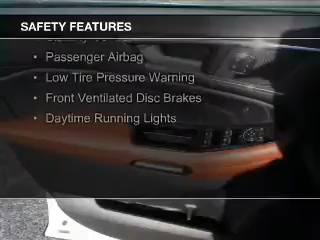 SAFETY FEATURES
• Passenger Airbag
• Low Tire Pressure Warning
• Front Ventilated Disc Brakes
• Daytime Running Lights